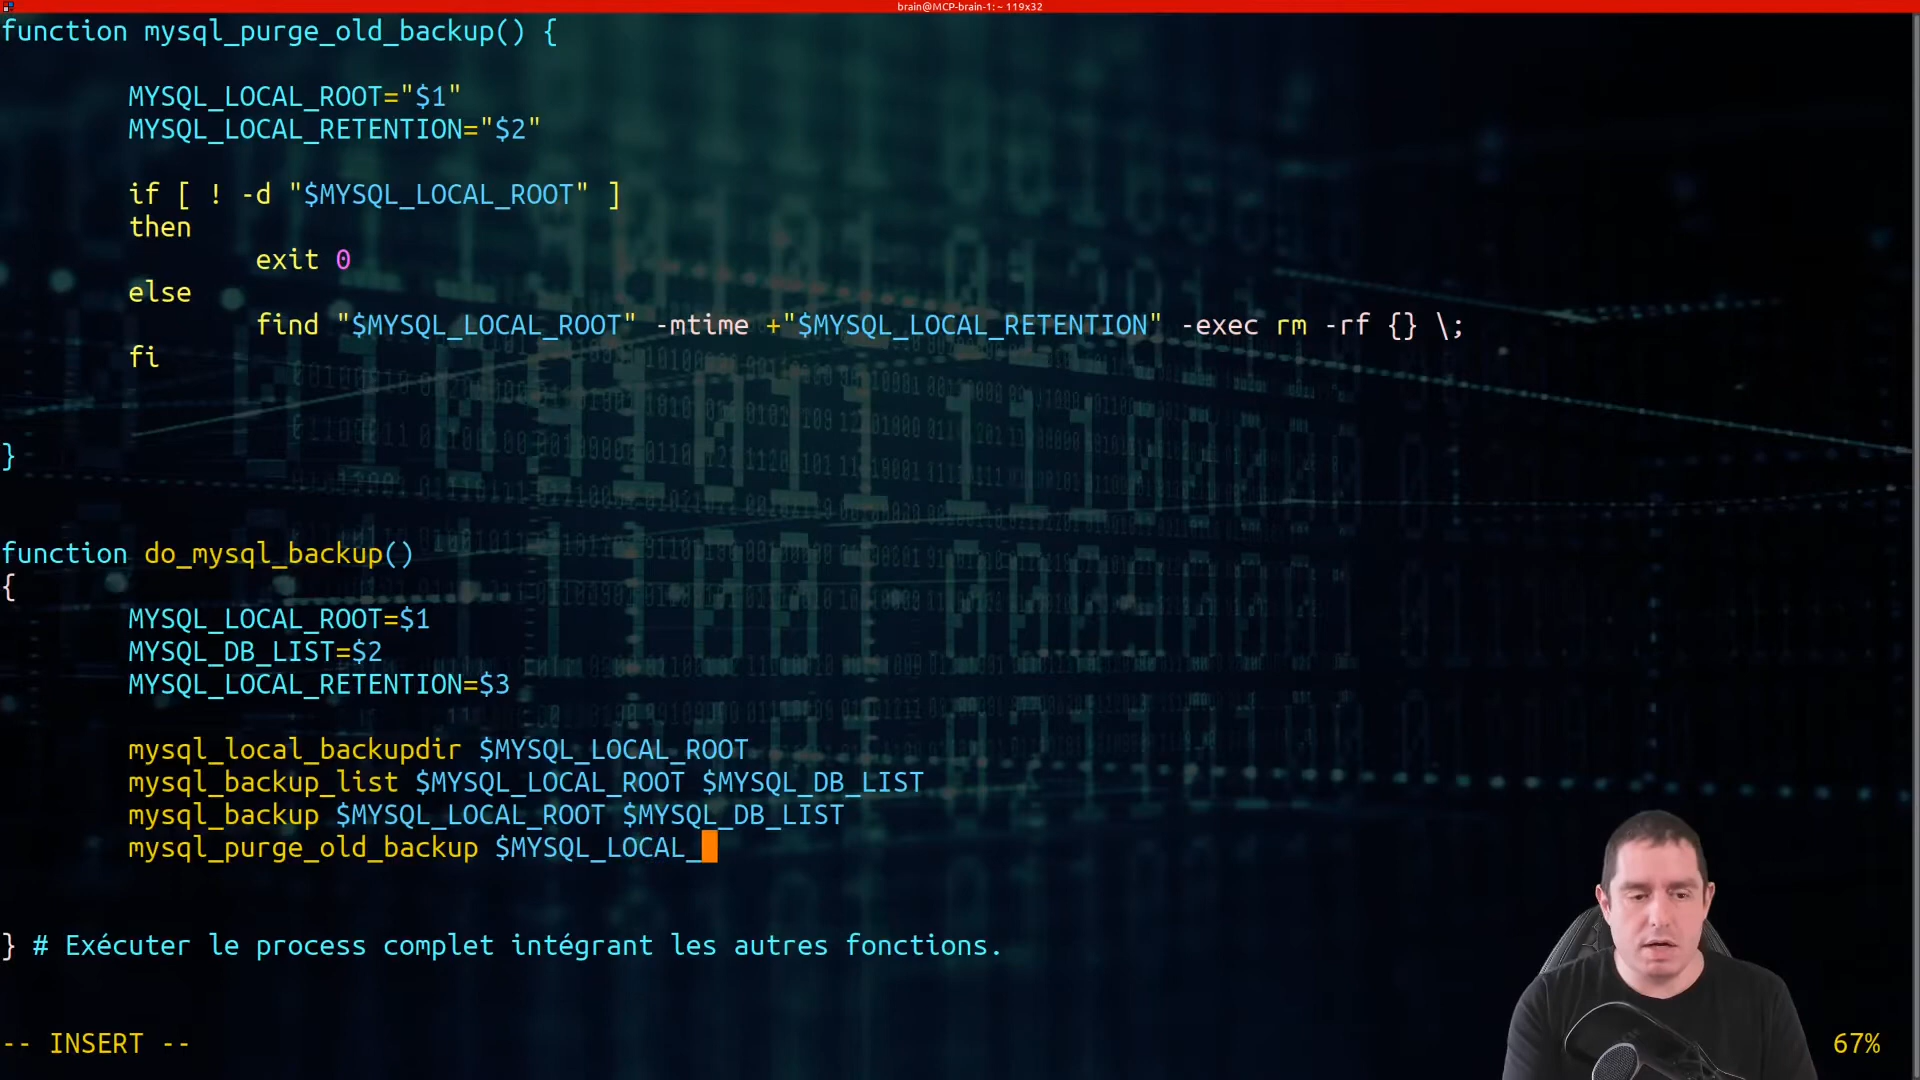 brain@MCP-brain-1: ~ 119x32
function mysql_purge_old_backup() {
MYSQL_LOCAL_ROOT="$1"
MYSQL_LOCAL_RETENTION="$2"
if [ ! -d "$MYSQL_LOCAL_ROOT" ]
then
exit 0
else
find "$MYSQL_LOCAL_ROOT" -mtime +"$MYSQL_LOCAL_RETENTION" -exec rm -rf {} \;
fi
}
function do_mysql_backup()
{
MYSQL_LOCAL_ROOT=$1
MYSQL_DB_LIST=$2
MYSQL_LOCAL_RETENTION=$3
mysql_local_backupdir $MYSQL_LOCAL_ROOT
mysql_backup_list $MYSQL_LOCAL_ROOT $MYSQL_DB_LIST
mysql_backup $MYSQL_LOCAL_ROOT $MYSQL_DB_LIST
mysql_purge_old_backup $MYSQL_LOCAL_
} # Exécuter le process complet intégrant les autres fonctions.
-- INSERT -- 67%